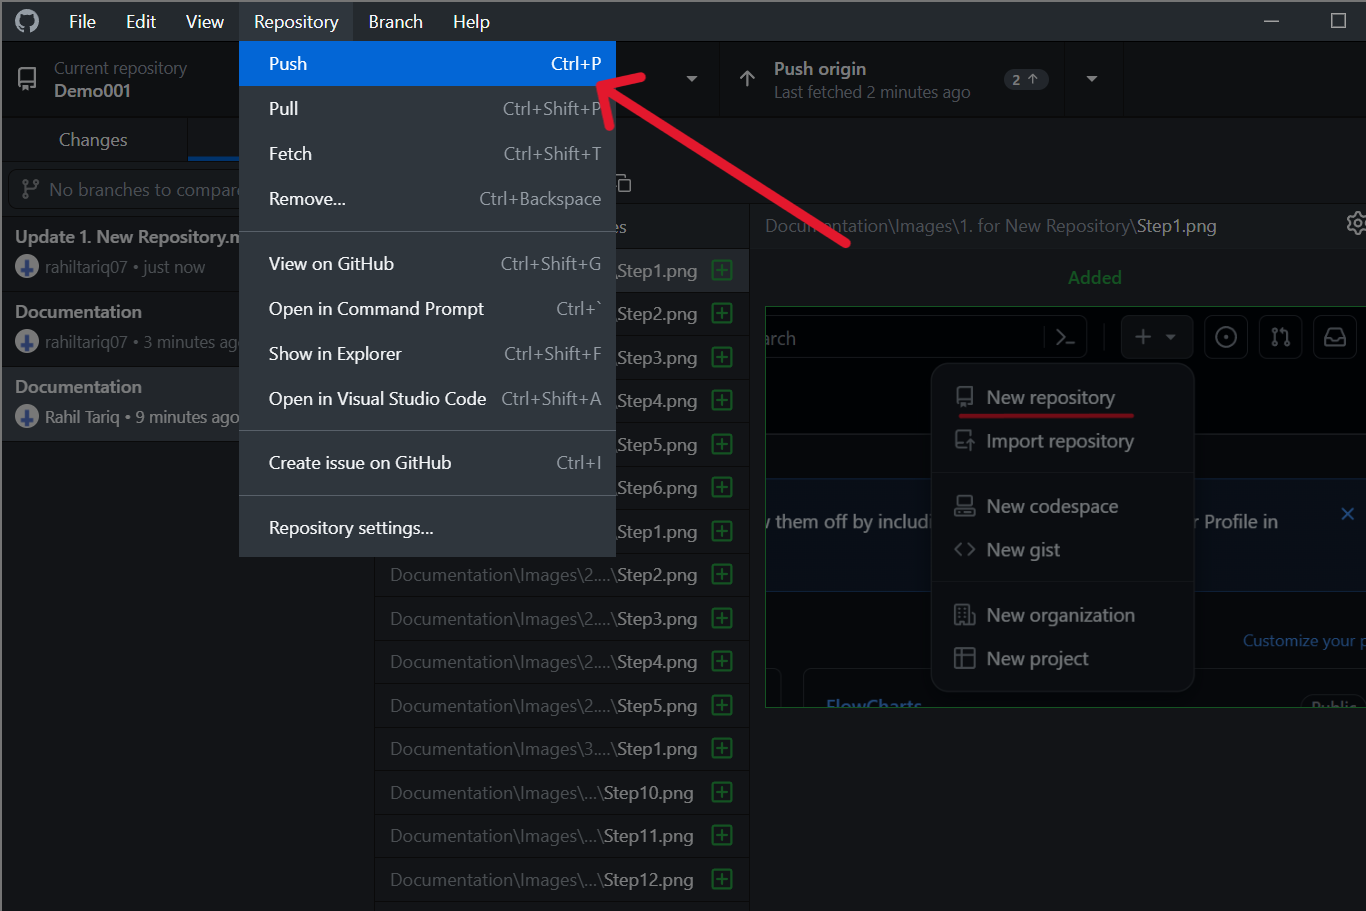 File Edit View Repository Branch Help
Current repository
Demo001
Push origin
Last fetched 2 minutes ago
2
Push Ctrl+P
Pull Ctrl+Shift+P
Fetch Ctrl+Shift+T
Remove... Ctrl+Backspace
View on GitHub Ctrl+Shift+G
Open in Command Prompt Ctrl+`
Show in Explorer Ctrl+Shift+F
Open in Visual Studio Code Ctrl+Shift+A
Create issue on GitHub Ctrl+I
Repository settings...
Changes
No branches to compare
Update 1. New Repository.m
rahiltariq07 • just now
Documentation
rahiltariq07 • 3 minutes ag
Documentation
Rahil Tariq • 9 minutes ago
es
\Step1.png
\Step2.png
\Step3.png
\Step4.png
\Step5.png
\Step6.png
\Step1.png
Documentation\Images\2....\Step2.png
Documentation\Images\2....\Step3.png
Documentation\Images\2....\Step4.png
Documentation\Images\2....\Step5.png
Documentation\Images\3....\Step1.png
Documentation\Images\...\Step10.png
Documentation\Images\...\Step11.png
Documentation\Images\...\Step12.png
Documentation\Images\1. for New Repository\Step1.png
Added
arch
New repository
Import repository
New codespace
New gist
New organization
New project
them off by includi
Profile in
Customize your p
FlowCharts
Public